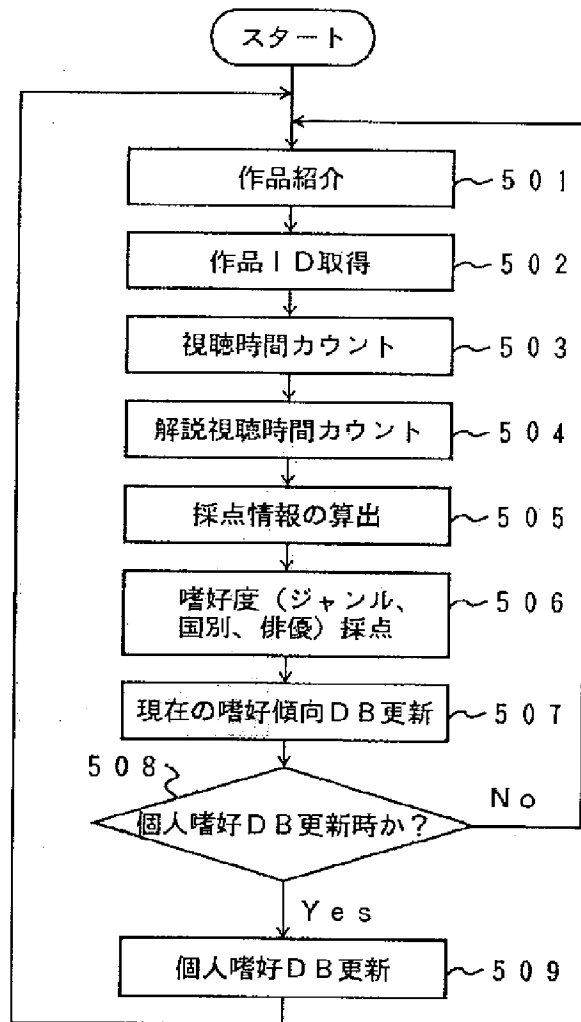 スタート
作品紹介 501
作品ID取得 502
視聴時間カウント 503
解説視聴時間カウント 504
採点情報の算出 505
嗜好度（ジャンル、
国別、俳優）採点 506
現在の嗜好傾向DB更新 507
508
個人嗜好DB更新時か？ No
Yes
個人嗜好DB更新 509